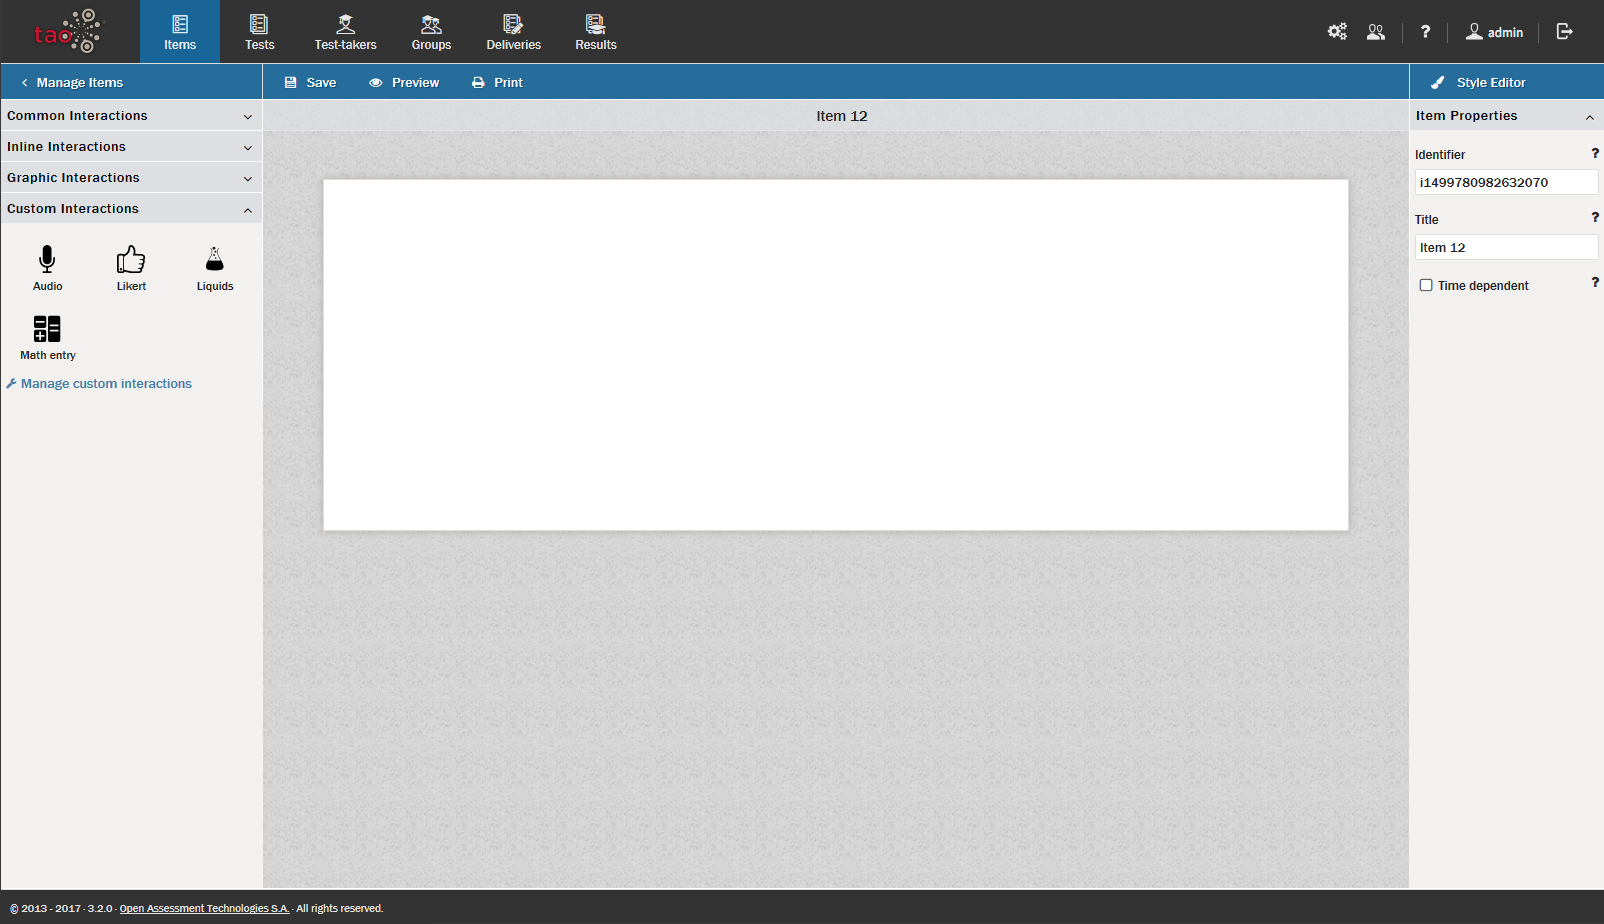 tao
Items
Tests
Test-takers
Groups
Deliveries
Results
?
admin
Manage Items
Save
Preview
Print
Style Editor
Common Interactions
Inline Interactions
Graphic Interactions
Custom Interactions
Audio
Likert
Liquids
Math entry
Manage custom interactions
Item 12
Item Properties
Identifier ?
i1499780982632070
Title ?
Item 12
Time dependent ?
© 2013 - 2017 · 3.2.0 · Open Assessment Technologies S.A. · All rights reserved.